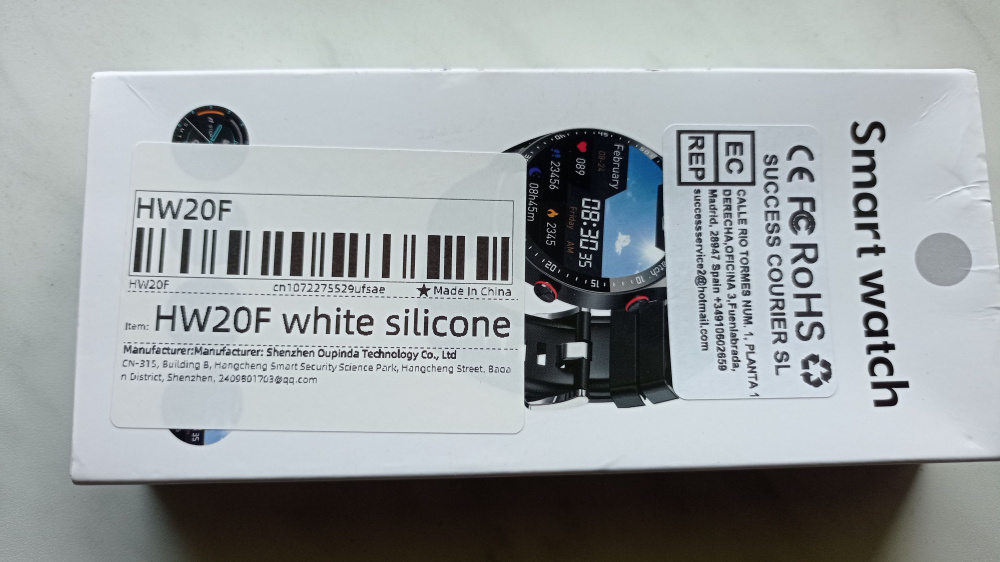 HW20F
HW20F
cn1072275529ufsae
★Made In China
Item: HW20F white silicone
Manufacturer:Manufacturer: Shenzhen Oupinda Technology Co., Ltd
CN-315, Building B, Hangcheng Smart Security Science Park, Hangcheng Street, Baoa
n District, Shenzhen, 2409801703@qq.com
Smart watch
CE FC RoHS
SUCCESS COURIER SL
EC REP
CALLE RIO TORMES NUM. 1, PLANTA 1
DERECHA,OFICINA 3,Fuenlabrada,
Madrid, 28947 Spain +34910602659
successservice2@hotmail.com
February
08-24
089
08:30 35
Friday AM
23456
2345
08h45m